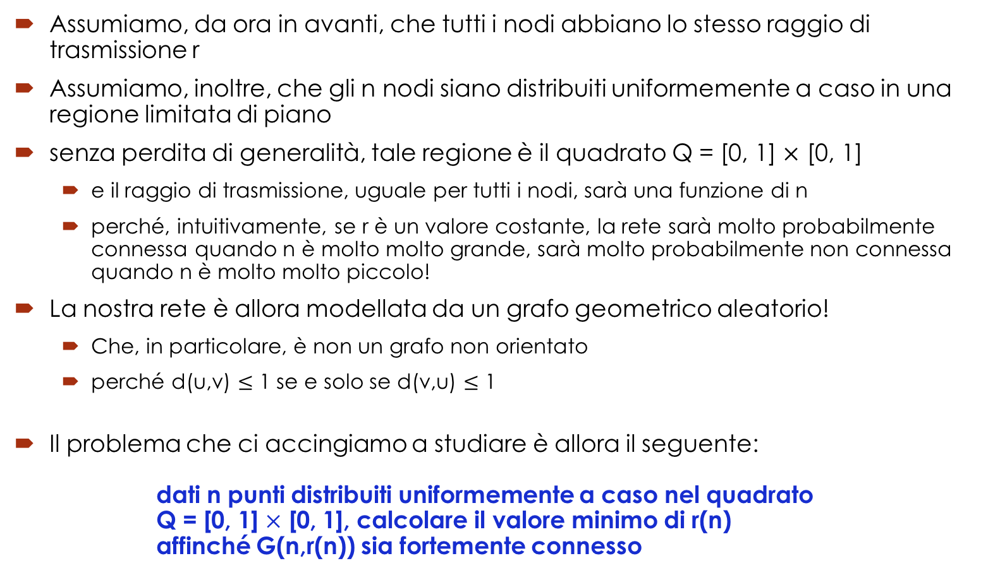 Assumiamo, da ora in avanti, che tutti i nodi abbiano lo stesso raggio di
trasmissione r
Assumiamo, inoltre, che gli n nodi siano distribuiti uniformemente a caso in una
regione limitata di piano
senza perdita di generalità, tale regione è il quadrato Q = [0, 1] × [0, 1]
e il raggio di trasmissione, uguale per tutti i nodi, sarà una funzione di n
perché, intuitivamente, se r è un valore costante, la rete sarà molto probabilmente
connessa quando n è molto molto grande, sarà molto probabilmente non connessa
quando n è molto molto piccolo!
La nostra rete è allora modellata da un grafo geometrico aleatorio!
Che, in particolare, è non un grafo non orientato
perché d(u,v) ≤ 1 se e solo se d(v,u) ≤ 1
Il problema che ci accingiamo a studiare è allora il seguente:
dati n punti distribuiti uniformemente a caso nel quadrato
Q = [0, 1] × [0, 1], calcolare il valore minimo di r(n)
affinché G(n,r(n)) sia fortemente connesso